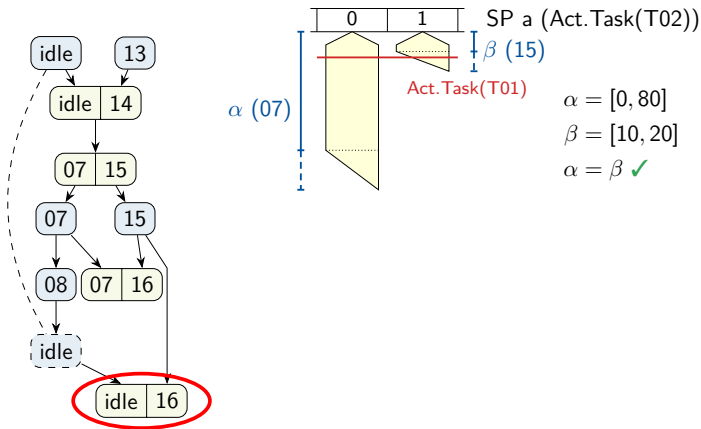 0 1 SP a (Act.Task(T02))
idle 13
β (15)
Act.Task(T01)
idle 14
α (07)
α = [0, 80]
β = [10, 20]
α = β ✓
07 15
07 15
08 07 16
idle
idle 16